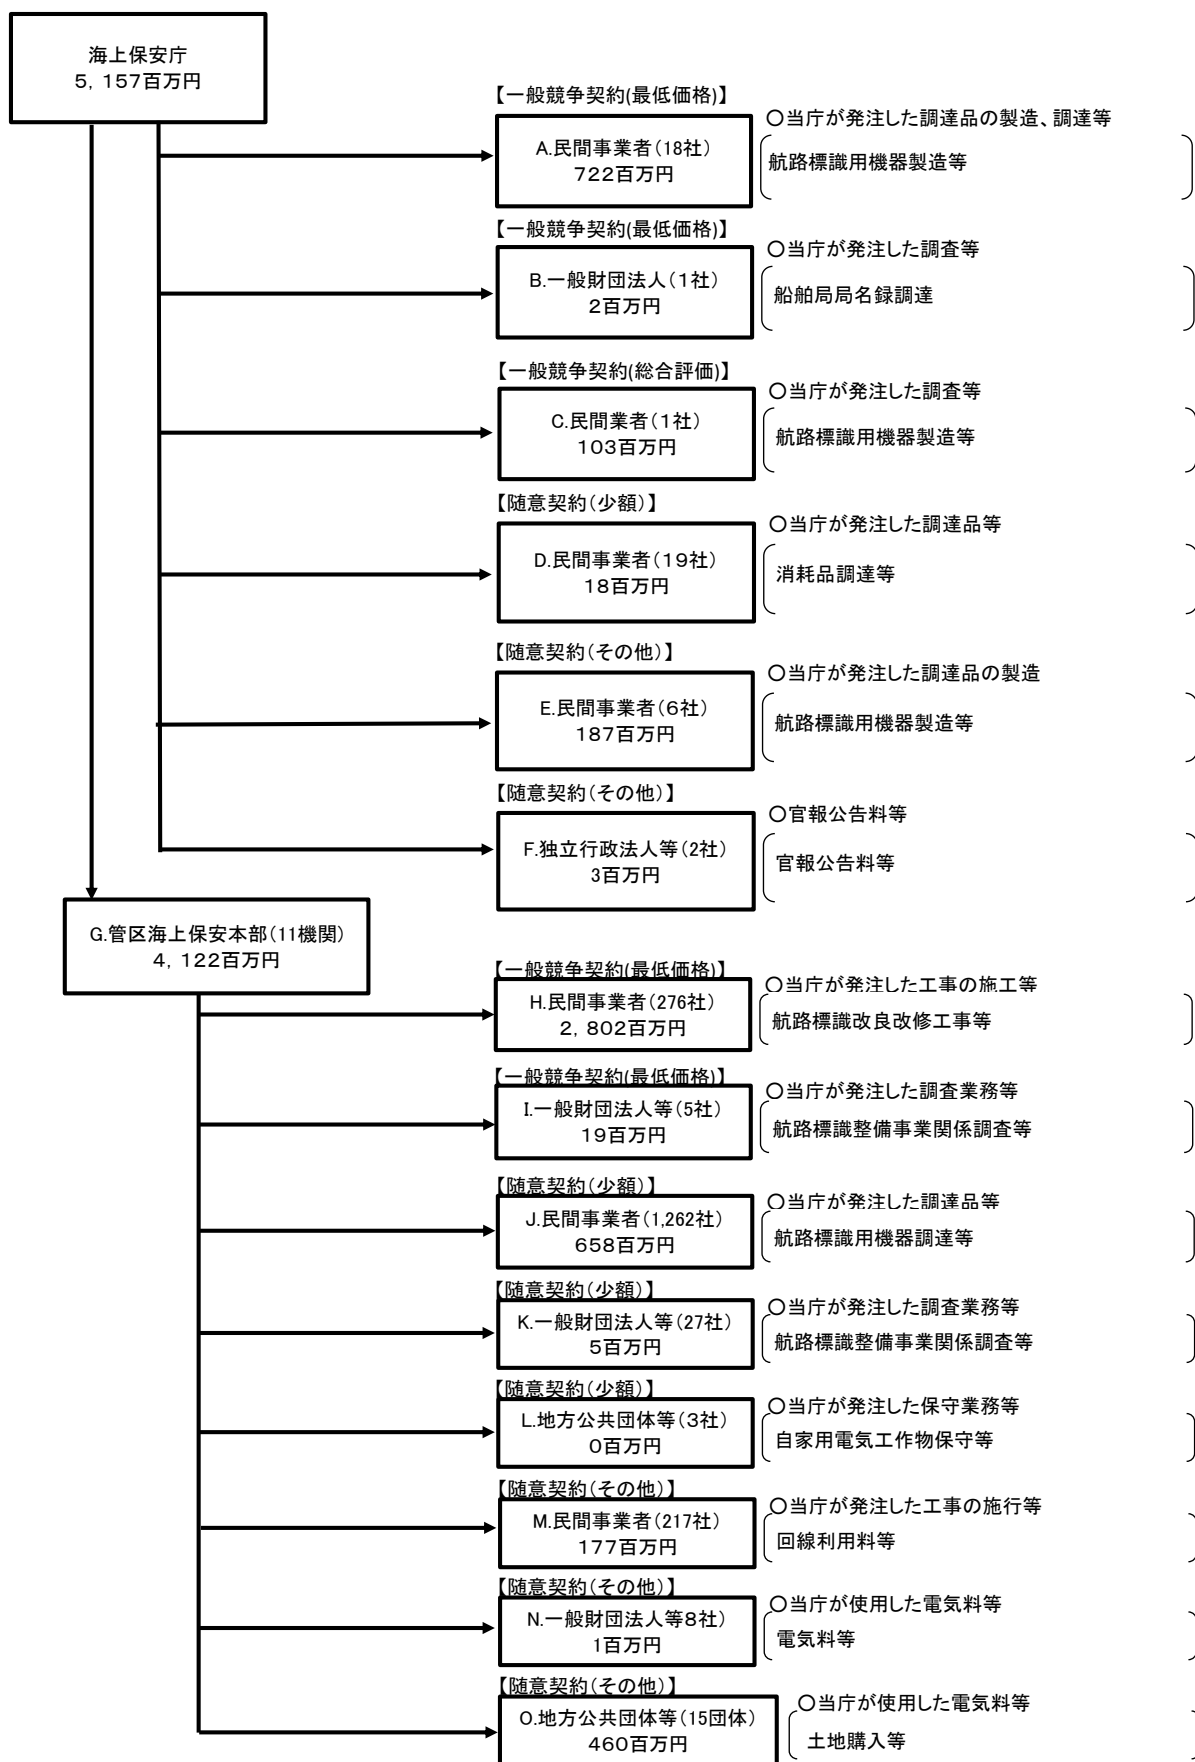 海上保安庁
５，１５７百万円
【一般競争契約(最低価格)】
A.民間事業者（18社）
７２２百万円
○当庁が発注した調達品の製造、調達等
航路標識用機器製造等
【一般競争契約(最低価格)】
B.一般財団法人（１社）
２百万円
○当庁が発注した調査等
船舶局局名録調達
【一般競争契約(総合評価)】
C.民間業者（１社）
１０３百万円
○当庁が発注した調査等
航路標識用機器製造等
【随意契約（少額）】
D.民間事業者（１９社）
１８百万円
○当庁が発注した調達品等
消耗品調達等
【随意契約（その他）】
E.民間事業者（６社）
１８７百万円
○当庁が発注した調達品の製造
航路標識用機器製造等
【随意契約（その他）】
F.独立行政法人等（２社）
３百万円
○官報公告料等
官報公告料等
G.管区海上保安本部（11機関）
４，１２２百万円
【一般競争契約(最低価格)】
H.民間事業者（276社）
２，８０２百万円
○当庁が発注した工事の施工等
航路標識改良改修工事等
【一般競争契約(最低価格)】
I.一般財団法人等（５社）
１９百万円
○当庁が発注した調査業務等
航路標識整備事業関係調査等
【随意契約（少額）】
J.民間事業者（1,262社）
６５８百万円
○当庁が発注した調達品等
航路標識用機器調達等
【随意契約（少額）】
K.一般財団法人等（27社）
５百万円
○当庁が発注した調査業務等
航路標識整備事業関係調査等
【随意契約（少額）】
L.地方公共団体等（３社）
０百万円
○当庁が発注した保守業務等
自家用電気工作物保守等
【随意契約（その他）】
M.民間事業者（217社）
１７７百万円
○当庁が発注した工事の施行等
回線利用料等
【随意契約（その他）】
N.一般財団法人等８社）
１百万円
○当庁が使用した電気料等
電気料等
【随意契約（その他）】
O.地方公共団体等（15団体）
４６０百万円
○当庁が使用した電気料等
土地購入等